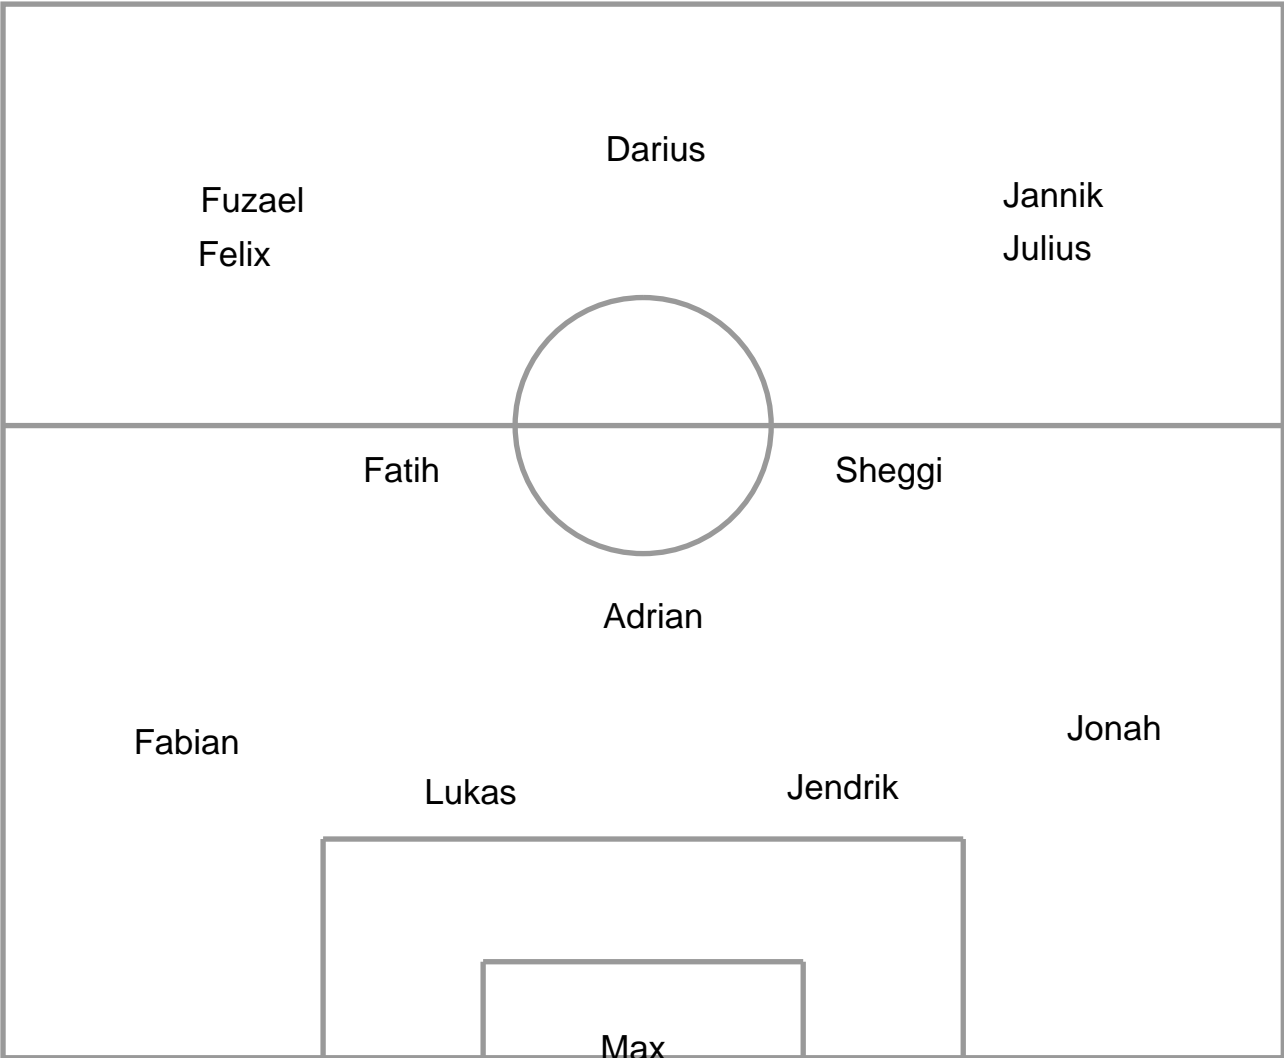 Darius
Fuzael
Jannik
Felix
Julius
Fatih
Sheggi
Adrian
Fabian
Jonah
Lukas
Jendrik
Max